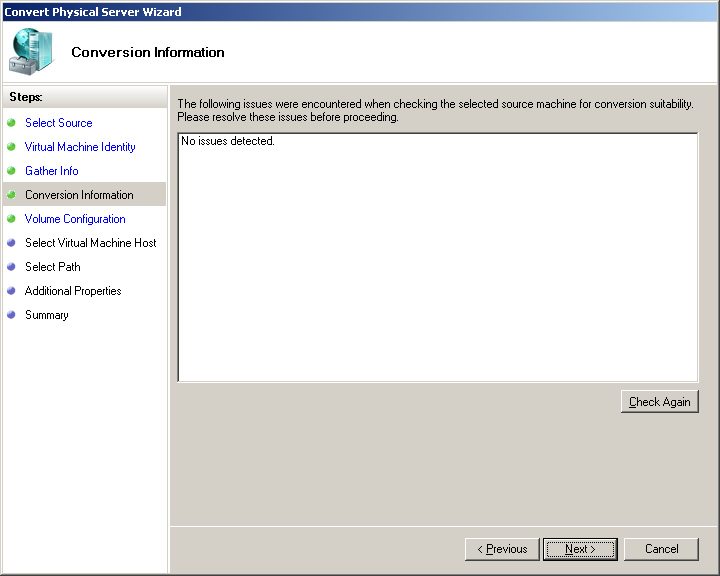 Convert Physical Server Wizard
Conversion Information
Steps:
Select Source
Virtual Machine Identity
Gather Info
Conversion Information
Volume Configuration
Select Virtual Machine Host
Select Path
Additional Properties
Summary
The following issues were encountered when checking the selected source machine for conversion suitability.
Please resolve these issues before proceeding.
No issues detected.
Check Again
< Previous
Next >
Cancel